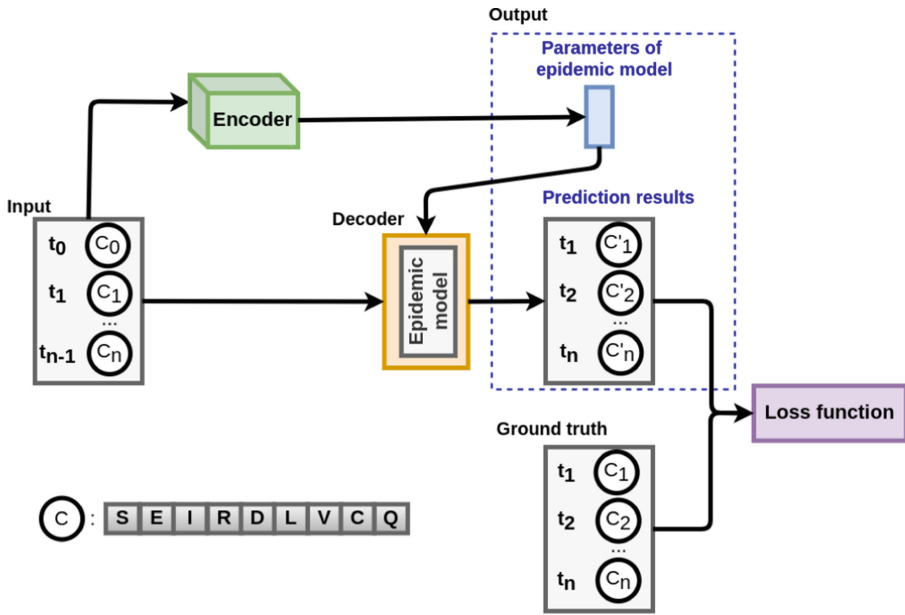 Output
Parameters of
epidemic model
Encoder
Input
Decoder
Prediction results
t0 C0
t1 C1
...
tn-1 Cn
Epidemic
model
t1 C'1
t2 C'2
...
tn C'n
Loss function
Ground truth
t1 C1
t2 C2
...
tn Cn
C : S E I R D L V C Q